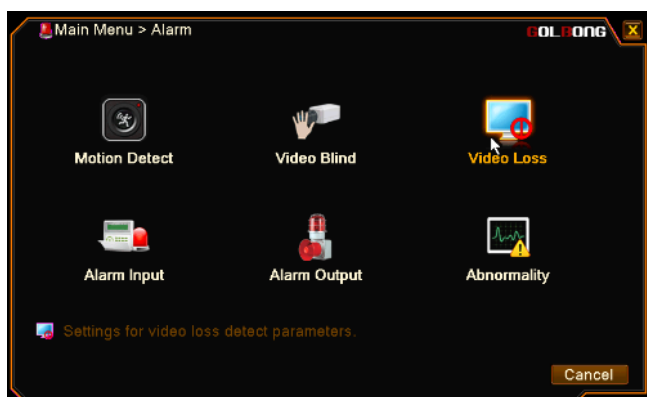 Main Menu > Alarm
GOLBONG
X
Motion Detect
Video Blind
Video Loss
Alarm Input
Alarm Output
Abnormality
Settings for video loss detect parameters.
Cancel